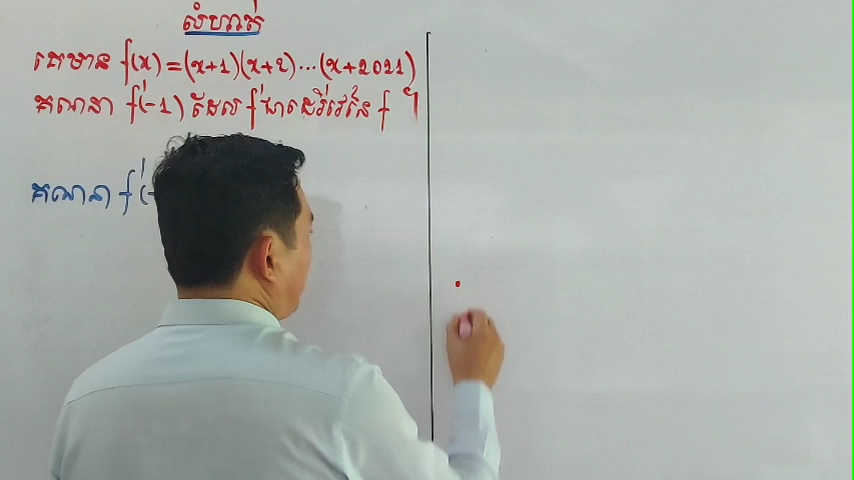 លំហាត់
គេមាន f(x) = (x+1)(x+2)⋯(x+2021)
គណនា f'(-1) ដែល f' ជាដេរីវេនៃ f ។
គណនា f'(-